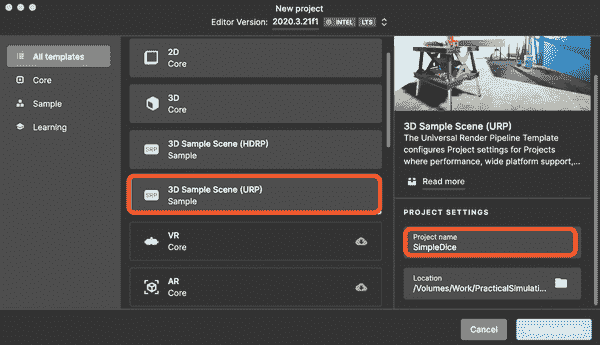 New project
Editor Version: 2020.3.21f1 INTEL LTS
All templates
Core
Sample
Learning
2D
Core
3D
Core
SRP
3D Sample Scene (HDRP)
Sample
SRP
3D Sample Scene (URP)
Sample
VR
Core
AR
Core
3D Sample Scene (URP)
The Universal Render Pipeline Template
configures Project settings for Projects
where performance, wide platform support,...
Read more
PROJECT SETTINGS
Project name
SimpleDice
Location
/Volumes/Work/PracticalSimulati...
Cancel